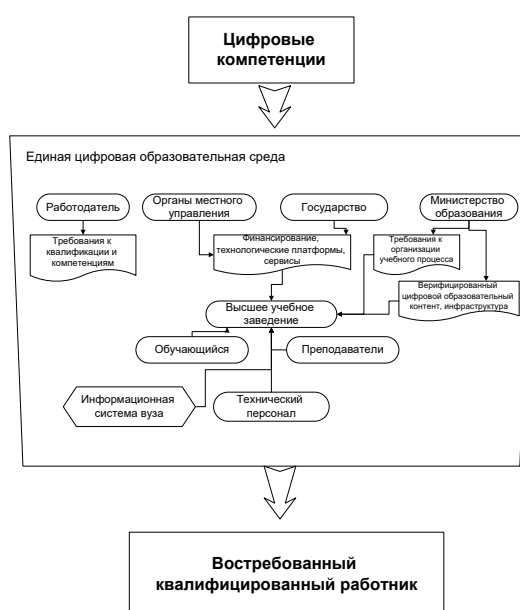 Цифровые
компетенции
Единая цифровая образовательная среда
Работодатель
Органы местного
управления
Государство
Министерство
образования
Требования к
квалификации и
компетенциям
Финансирование,
технологические платформы,
сервисы
Требования к
организации
учебного процесса
Верифицированный
цифровой образовательный
контент, инфраструктура
Высшее учебное
заведение
Обучающийся
Преподаватели
Информационная
система вуза
Технический
персонал
Востребованный
квалифицированный работник